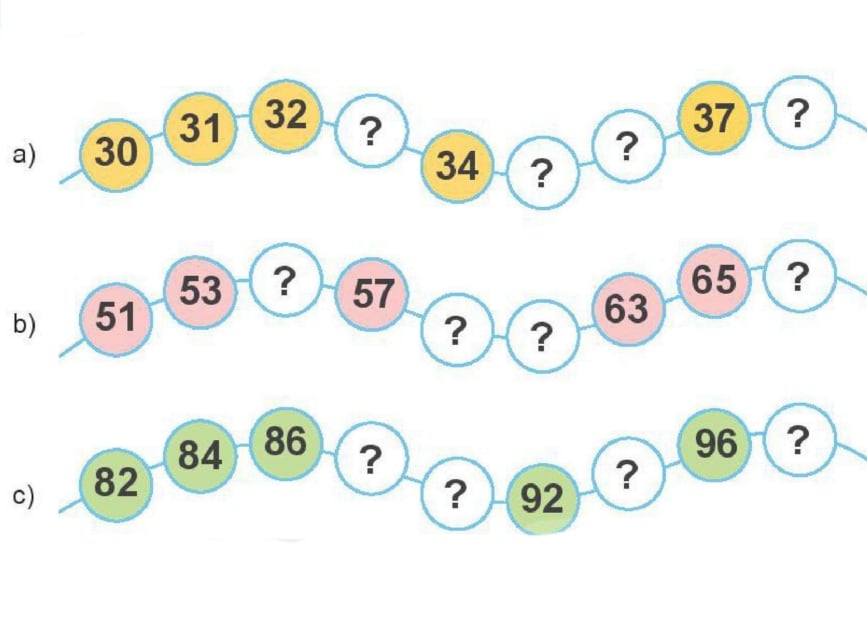 a) 30 31 32 ? 34 ? ? 37 ?
b) 51 53 ? 57 ? ? 63 65 ?
c) 82 84 86 ? ? 92 ? 96 ?